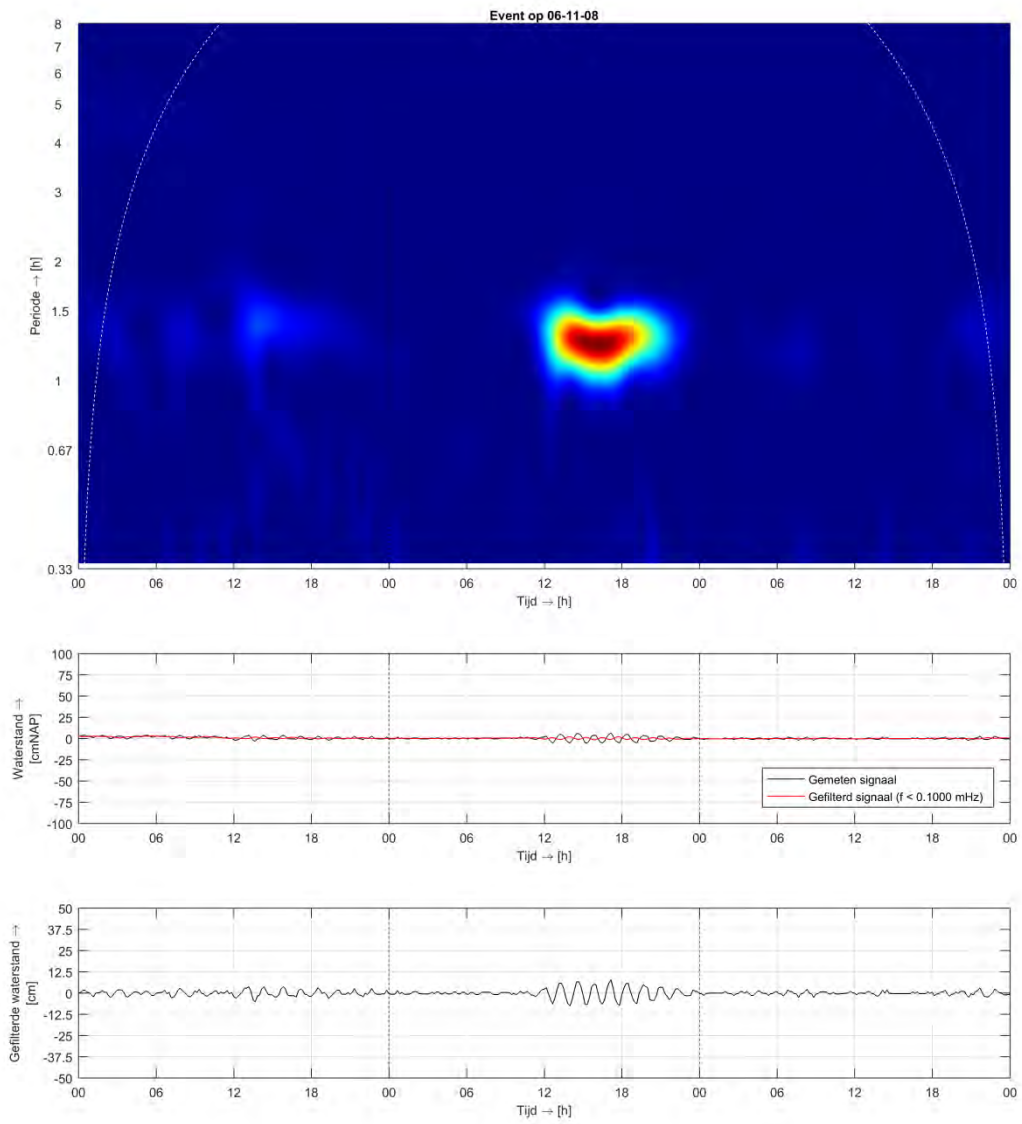 Event op 06-11-08
Periode → [h]
8
7
6
5
4
3
2
1.5
1
0.67
0.33
00 06 12 18 00 06 12 18 00 06 12 18 00
Tijd → [h]
Waterstand →
[cmNAP]
100
75
50
25
0
-25
-50
-75
-100
Gemeten signaal
Gefilterd signaal (f < 0.1000 mHz)
00 06 12 18 00 06 12 18 00 06 12 18 00
Tijd → [h]
Gefilterde waterstand →
[cm]
50
37.5
25
12.5
0
-12.5
-25
-37.5
-50
00 06 12 18 00 06 12 18 00 06 12 18 00
Tijd → [h]